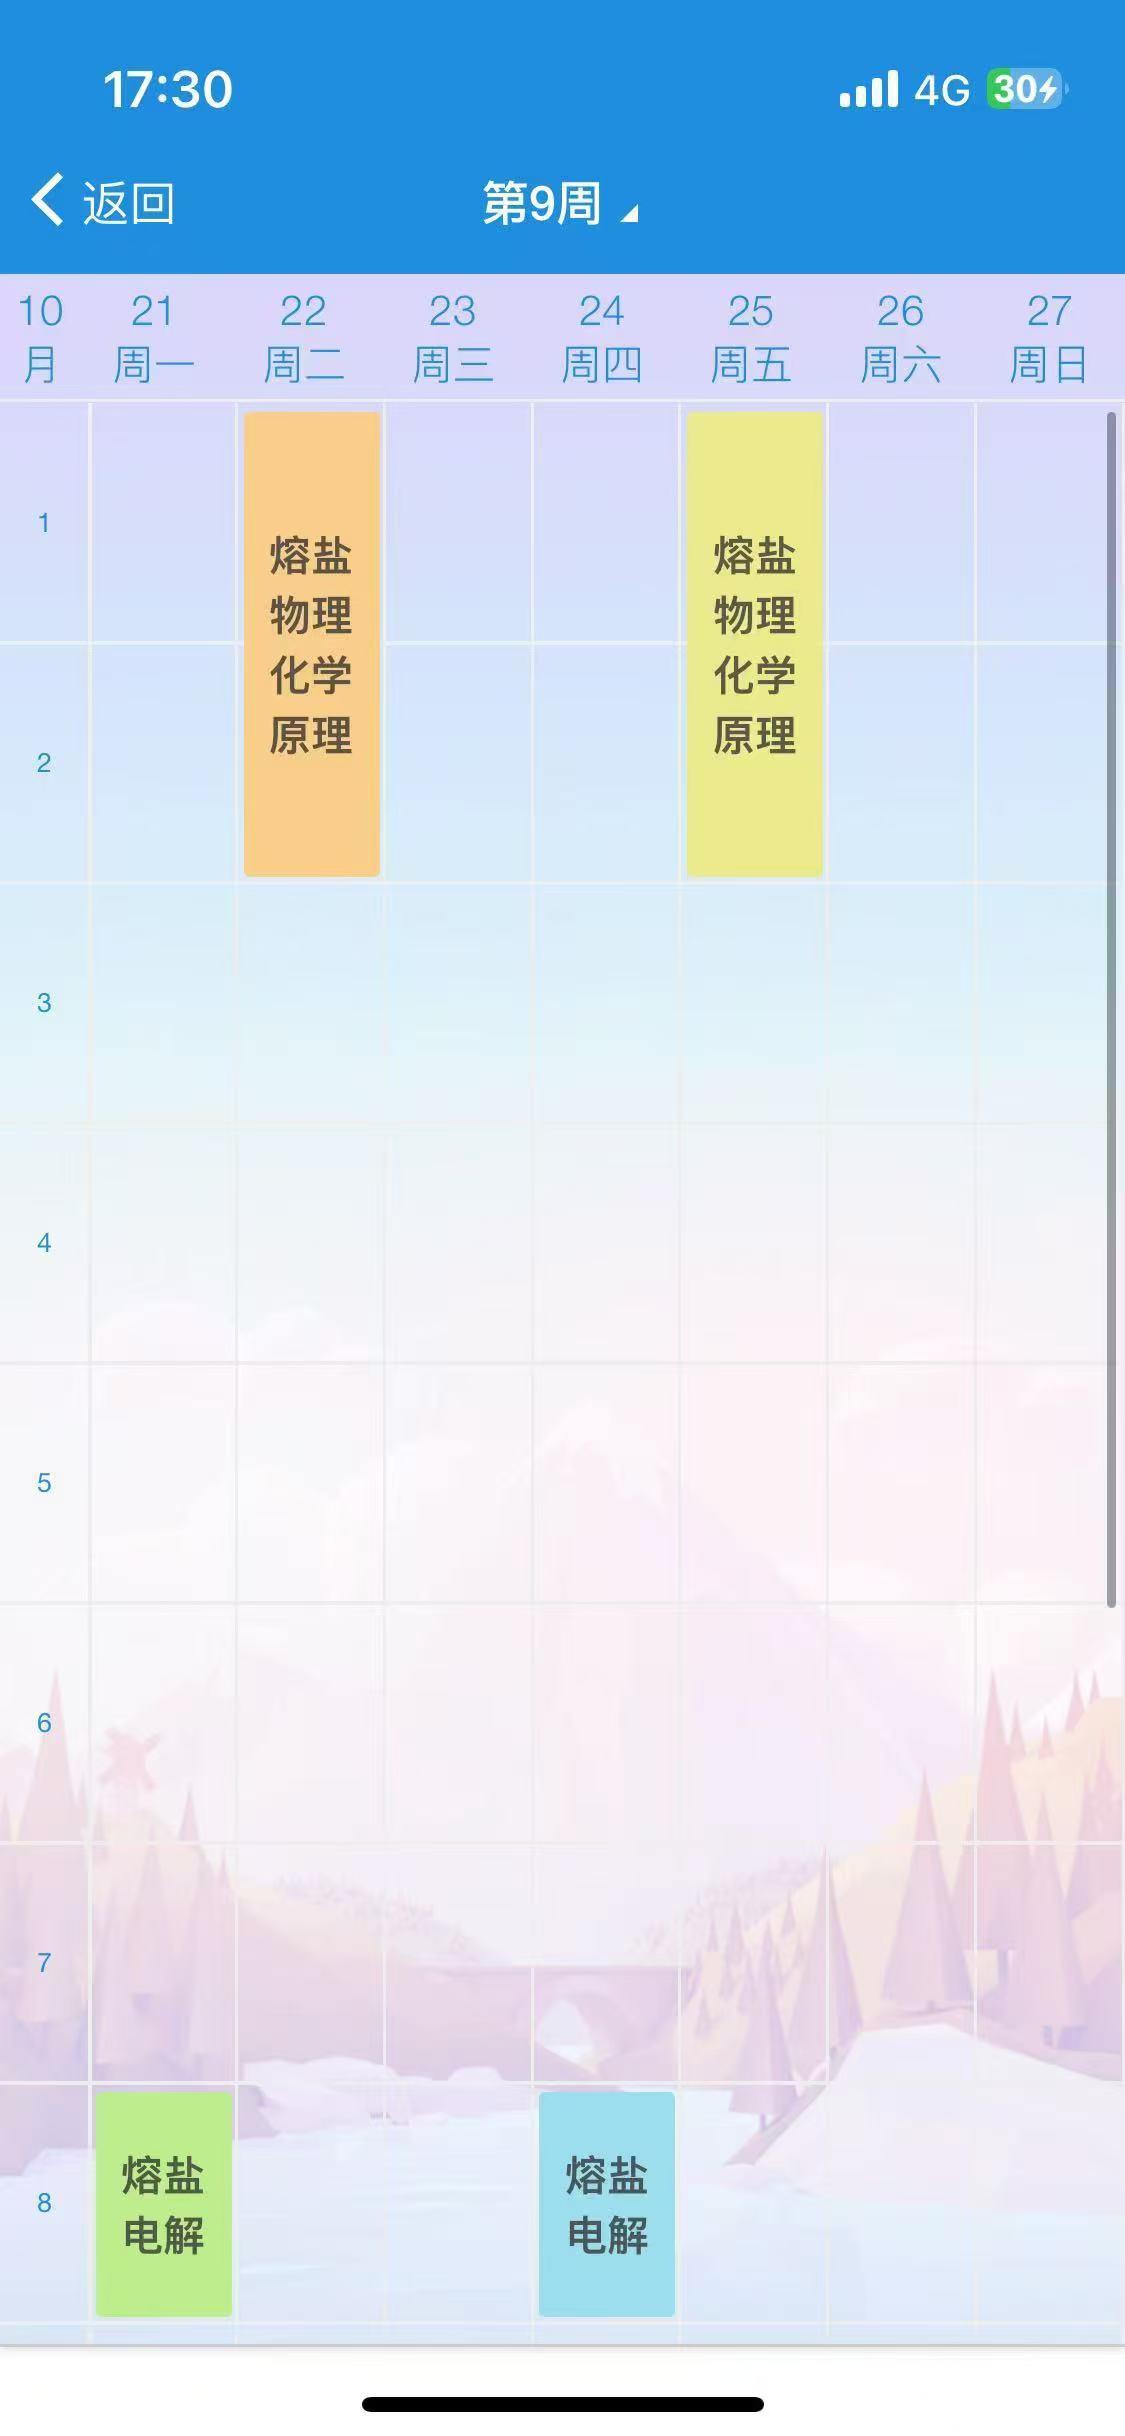 17:30
4G 30
返回
第9周
10 21 22 23 24 25 26 27
月 周一 周二 周三 周四 周五 周六 周日
1
熔盐 熔盐
物理 物理
化学 化学
原理 原理
2
3
4
5
6
7
8
熔盐 熔盐
电解 电解